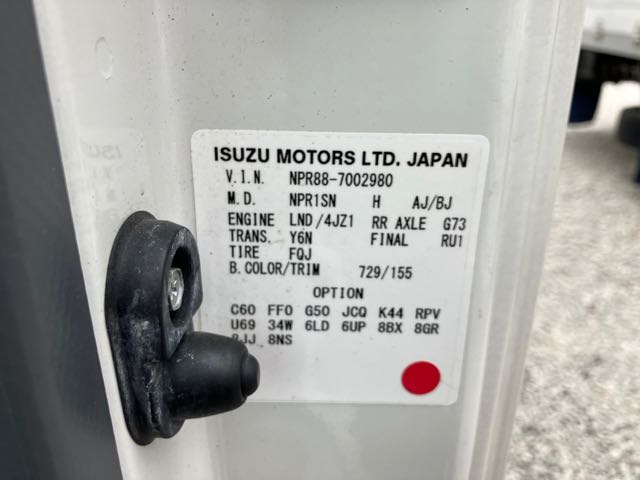 ISUZU MOTORS LTD. JAPAN
V.I.N. NPR88-7002980
M.D. NPR1SN H AJ/BJ
ENGINE LND/4JZ1 RR AXLE G73
TRANS. Y6N FINAL RU1
TIRE FQJ
B.COLOR/TRIM 729/155
OPTION
C60 FF0 G50 JCQ K44 RPV
U69 34W 6LD 6UP 8BX 8GR
8NS